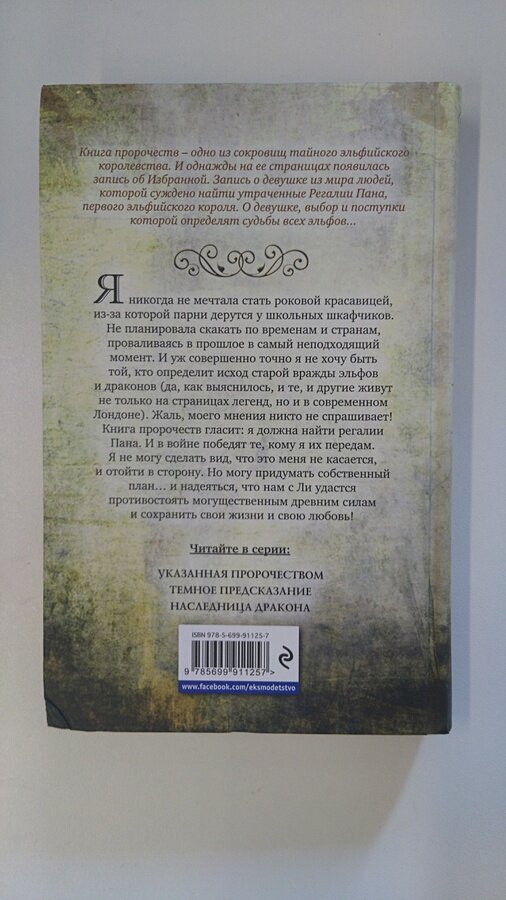 Книга пророчеств – одно из сокровищ тайного эльфийского
королевства. И однажды на ее страницах появилась
запись об Избранной. Запись о девушке из мира людей,
которой суждено найти утраченные Регалии Пана,
первого эльфийского короля. О девушке, выбор и поступки
которой определят судьбы всех эльфов...
Я никогда не мечтала стать роковой красавицей,
из-за которой парни дерутся у школьных шкафчиков.
Не планировала скакать по временам и странам,
проваливаясь в прошлое в самый неподходящий
момент. И уж совершенно точно я не хочу быть
той, кто определит исход старой вражды эльфов
и драконов (да, как выяснилось, и те, и другие живут
не только на страницах легенд, но и в современном
Лондоне). Жаль, моего мнения никто не спрашивает!
Книга пророчеств гласит: я должна найти регалии
Пана. И в войне победят те, кому я их передам.
Я не могу сделать вид, что это меня не касается,
и отойти в сторону. Но могу придумать собственный
план... и надеяться, что нам с Ли удастся
противостоять могущественным древним силам
и сохранить свои жизни и свою любовь!
Читайте в серии:
УКАЗАННАЯ ПРОРОЧЕСТВОМ
ТЕМНОЕ ПРЕДСКАЗАНИЕ
НАСЛЕДНИЦА ДРАКОНА
ISBN 978-5-699-91125-7
9 785699 911257 >
www.facebook.com/eksmodetstvo